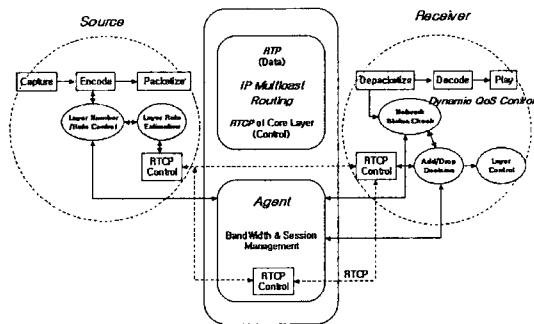 Source
Receiver
RTP
(Data)
IP Multicast
Routing
RTCP of Core Layer
(Control)
Capture
Encode
Packetize
Depacketize
Decode
Play
Dynamic QoS Control
Layer Number
/Rate Control
Layer Rate
Estimation
Network
Status Check
RTCP
Control
RTCP
Control
Add/Drop
Decision
Layer
Control
Agent
BandWidth & Session
Management
RTCP
Control
RTCP